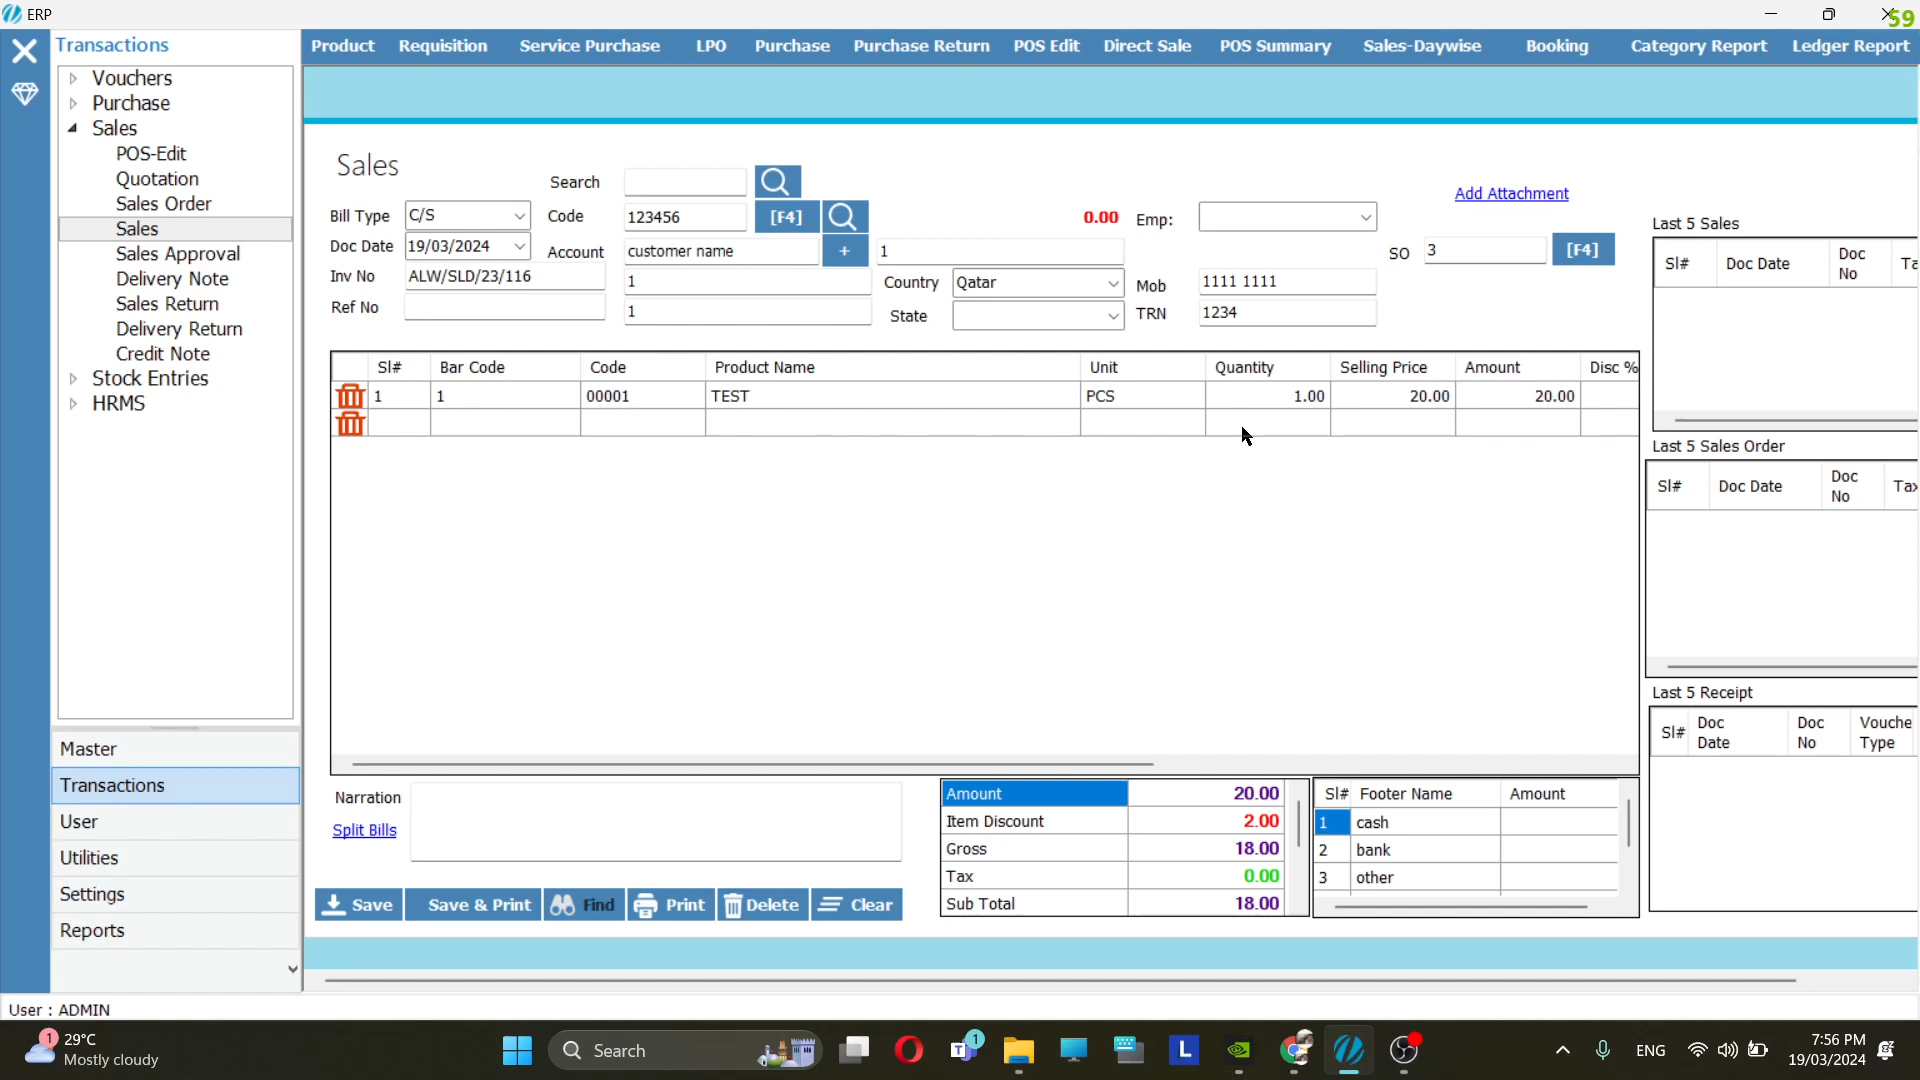 ERP
59
Transactions
Product Requisition Service Purchase LPO Purchase Purchase Return POS Edit Direct Sale POS Summary Sales-Daywise Booking Category Report Ledger Report
Vouchers
Purchase
Sales
POS-Edit
Quotation
Sales Order
Sales
Sales Approval
Delivery Note
Sales Return
Delivery Return
Credit Note
Stock Entries
HRMS
Master
Transactions
User
Utilities
Settings
Reports
Sales
Search
Add Attachment
Bill Type C/S Code 123456 [F4] 0.00 Emp:
Doc Date 19/03/2024 Account customer name + 1 SO 3 [F4]
Inv No ALW/SLD/23/116 1 Country Qatar Mob 1111 1111
Ref No 1 State TRN 1234
Sl# Bar Code Code Product Name Unit Quantity Selling Price Amount Disc %
1 1 00001 TEST PCS 1.00 20.00 20.00
Last 5 Sales
Sl# Doc Date Doc No Ta
Last 5 Sales Order
Sl# Doc Date Doc No Tax
Last 5 Receipt
Sl# Doc Date Doc No Vouche Type
Narration
Split Bills
Amount 20.00
Item Discount 2.00
Gross 18.00
Tax 0.00
Sub Total 18.00
Sl# Footer Name Amount
1 cash
2 bank
3 other
Save Save & Print Find Print Delete Clear
User : ADMIN
1 29°C
Mostly cloudy
Search
1
L
ENG
7:56 PM
19/03/2024